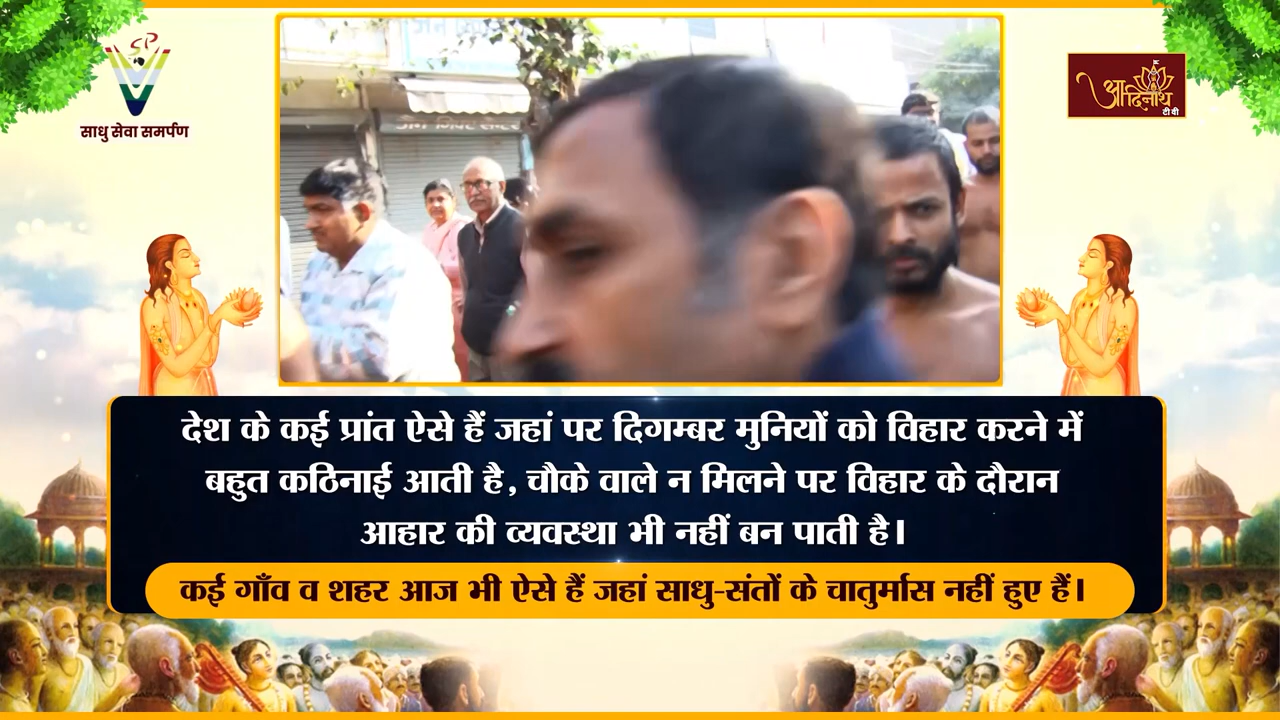 SP
साधु सेवा समर्पण
आदिनाथ
टीवी
देश के कई प्रांत ऐसे हैं जहां पर दिगम्बर मुनियों को विहार करने में
बहुत कठिनाई आती है, चौके वाले न मिलने पर विहार के दौरान
आहार की व्यवस्था भी नहीं बन पाती है।
कई गाँव व शहर आज भी ऐसे हैं जहां साधु-संतों के चातुर्मास नहीं हुए हैं।